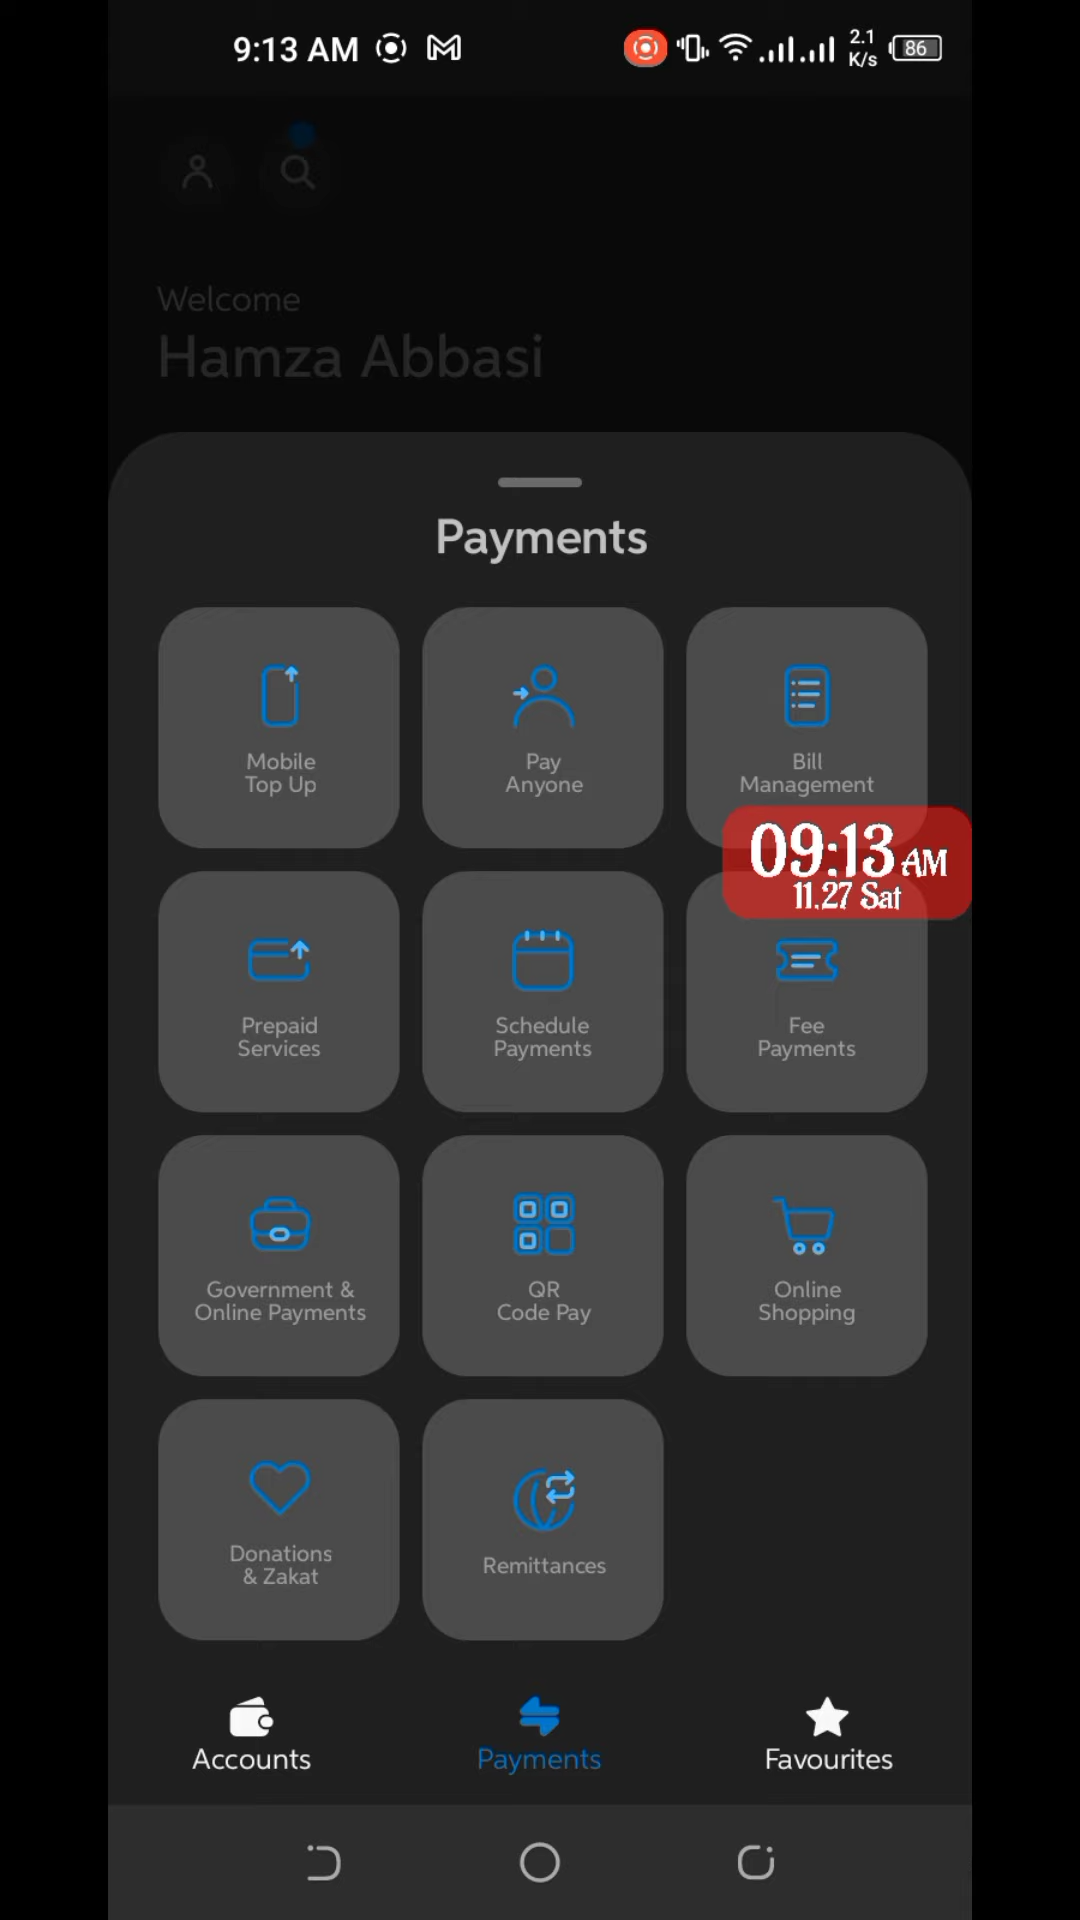 9:13 AM
2.1
K/s
86
Welcome
Hamza Abbasi
Payments
Mobile
Top Up
Pay
Anyone
Bill
Management
09:13 AM
11.27 Sat
Prepaid
Services
Schedule
Payments
Fee
Payments
Government &
Online Payments
QR
Code Pay
Online
Shopping
Donations
& Zakat
Remittances
Accounts
Payments
Favourites